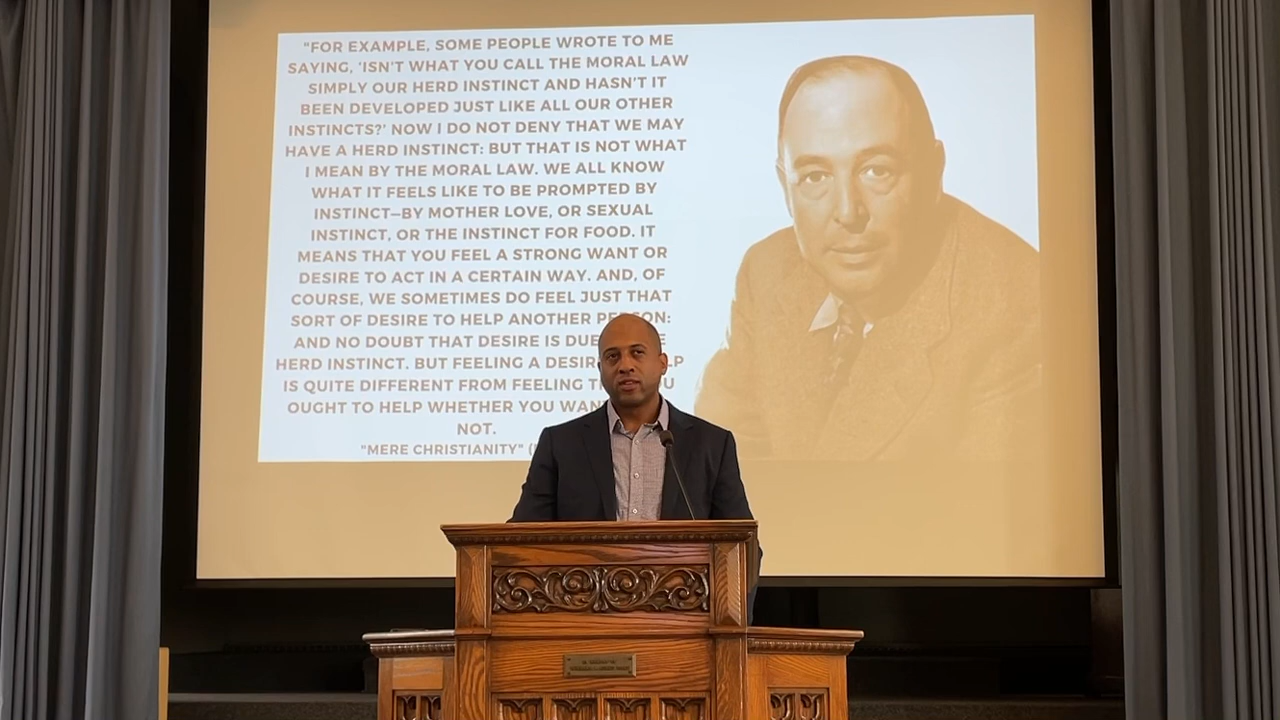 "FOR EXAMPLE, SOME PEOPLE WROTE TO ME
SAYING, 'ISN'T WHAT YOU CALL THE MORAL LAW
SIMPLY OUR HERD INSTINCT AND HASN'T IT
BEEN DEVELOPED JUST LIKE ALL OUR OTHER
INSTINCTS?' NOW I DO NOT DENY THAT WE MAY
HAVE A HERD INSTINCT: BUT THAT IS NOT WHAT
I MEAN BY THE MORAL LAW. WE ALL KNOW
WHAT IT FEELS LIKE TO BE PROMPTED BY
INSTINCT—BY MOTHER LOVE, OR SEXUAL
INSTINCT, OR THE INSTINCT FOR FOOD. IT
MEANS THAT YOU FEEL A STRONG WANT OR
DESIRE TO ACT IN A CERTAIN WAY. AND, OF
COURSE, WE SOMETIMES DO FEEL JUST THAT
SORT OF DESIRE TO HELP ANOTHER PERSON:
AND NO DOUBT THAT DESIRE IS DUE
HERD INSTINCT. BUT FEELING A
IS QUITE DIFFERENT FROM FEELING
OUGHT TO HELP WHETHER YOU
NOT.
"MERE CHRISTIANITY"